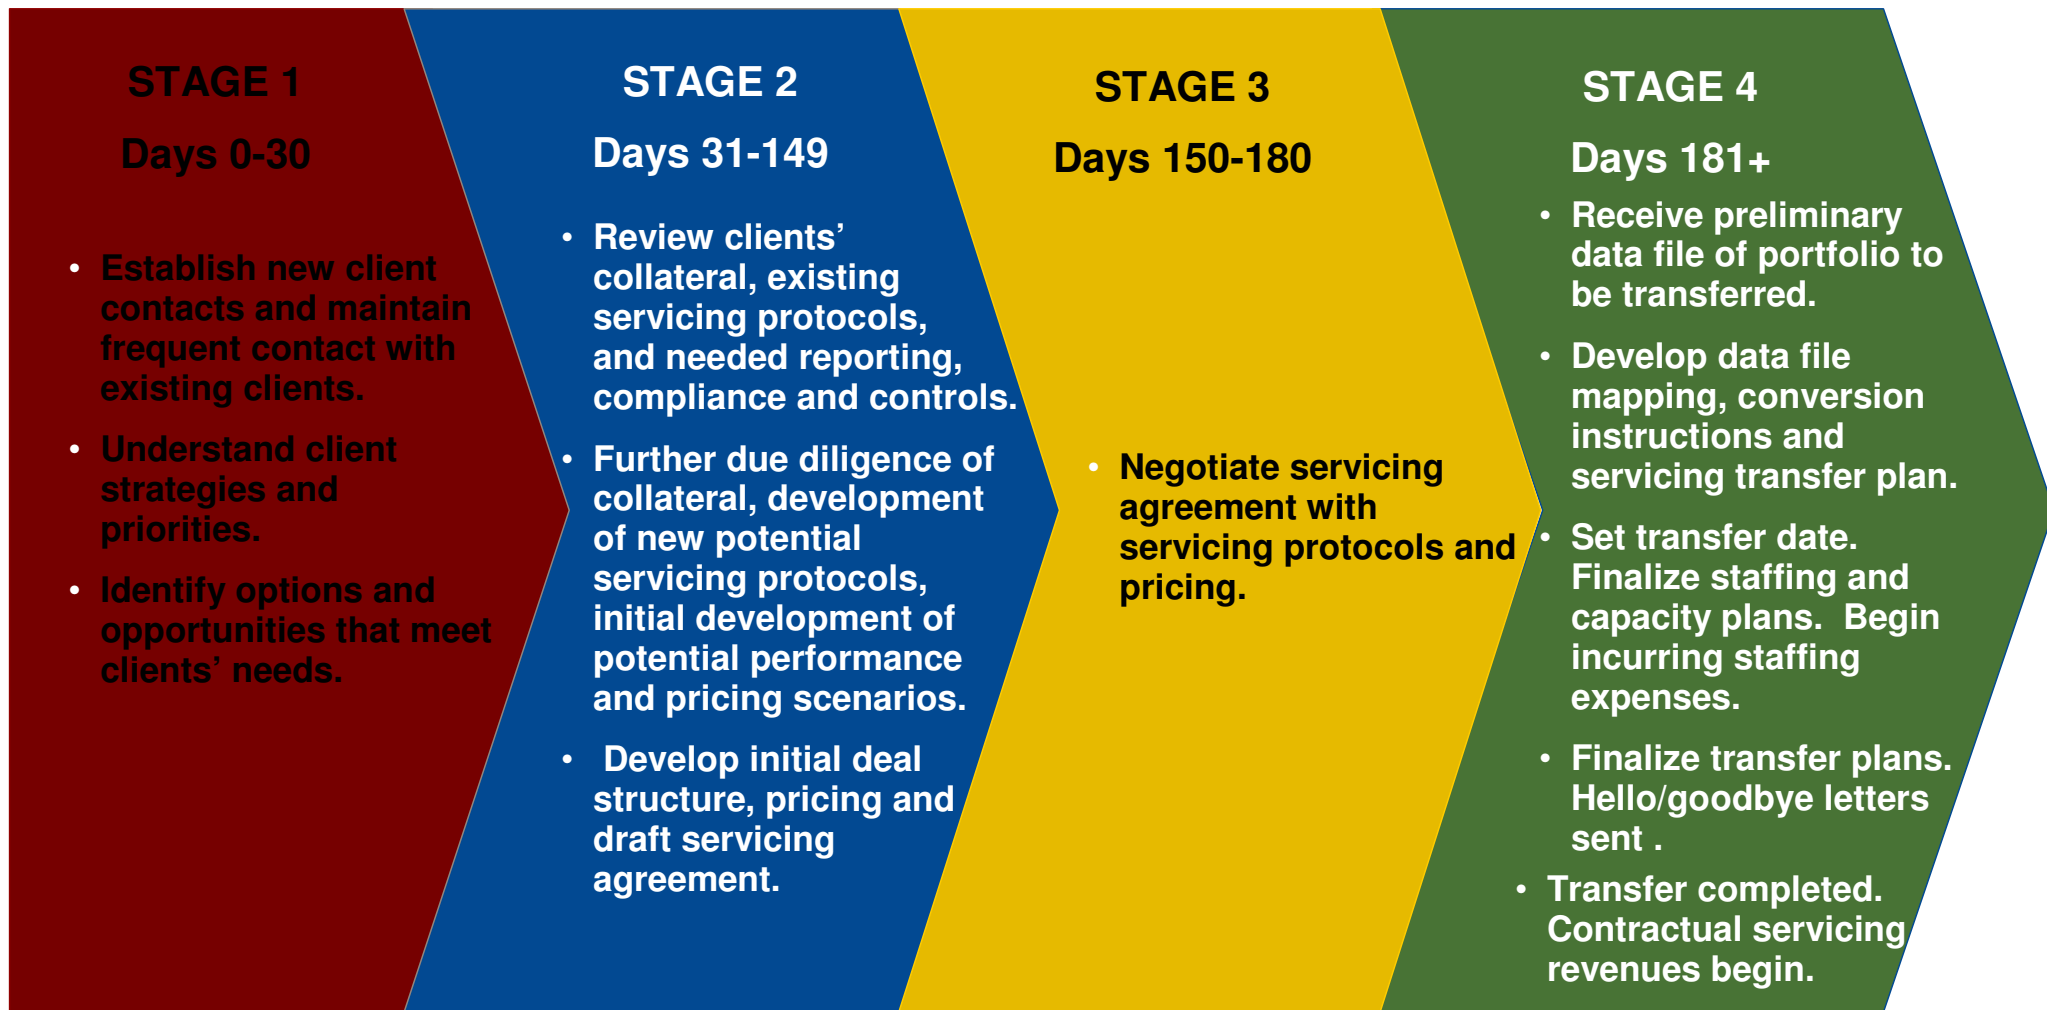 STAGE 1
Days 0-30
• Establish new client
contacts and maintain
frequent contact with
existing clients.
• Understand client
strategies and
priorities.
• Identify options and
opportunities that meet
clients’ needs.
STAGE 2
Days 31-149
• Review clients’
collateral, existing
servicing protocols,
and needed reporting,
compliance and controls.
• Further due diligence of
collateral, development
of new potential
servicing protocols,
initial development of
potential performance
and pricing scenarios.
• Develop initial deal
structure, pricing and
draft servicing
agreement.
STAGE 3
Days 150-180
• Negotiate servicing
agreement with
servicing protocols and
pricing.
STAGE 4
Days 181+
• Receive preliminary
data file of portfolio to
be transferred.
• Develop data file
mapping, conversion
instructions and
servicing transfer plan.
• Set transfer date.
Finalize staffing and
capacity plans.  Begin
incurring staffing
expenses.
• Finalize transfer plans.
Hello/goodbye letters
sent .
• Transfer completed.
Contractual servicing
revenues begin.